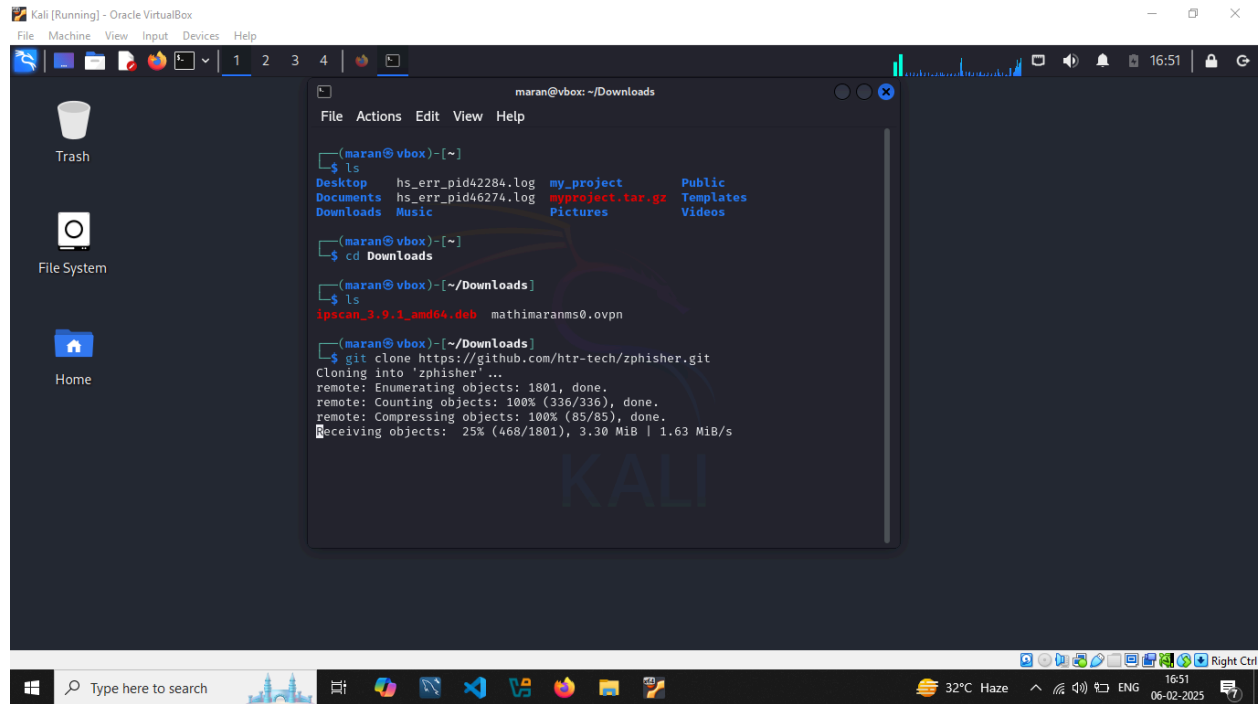 Kali [Running] - Oracle VirtualBox
File Machine View Input Devices Help
1 2 3 4
16:51
Trash
File System
Home
maran@vbox: ~/Downloads
File Actions Edit View Help
┌──(maran㉿vbox)-[~]
└─$ ls
Desktop hs_err_pid42284.log my_project Public
Documents hs_err_pid46274.log myproject.tar.gz Templates
Downloads Music Pictures Videos
┌──(maran㉿vbox)-[~]
└─$ cd Downloads
┌──(maran㉿vbox)-[~/Downloads]
└─$ ls
ipscan_3.9.1_amd64.deb mathimaranms0.ovpn
┌──(maran㉿vbox)-[~/Downloads]
└─$ git clone https://github.com/htr-tech/zphisher.git
Cloning into 'zphisher'...
remote: Enumerating objects: 1801, done.
remote: Counting objects: 100% (336/336), done.
remote: Compressing objects: 100% (85/85), done.
Receiving objects: 25% (468/1801), 3.30 MiB | 1.63 MiB/s
KALI
Right Ctrl
Type here to search
32°C Haze
ENG
16:51
06-02-2025
7